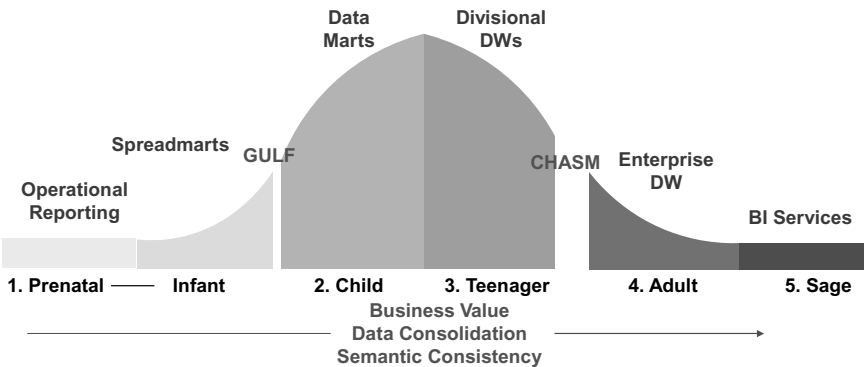 Data
Marts
Divisional
DWs
Spreadmarts
GULF
CHASM
Enterprise
DW
Operational
Reporting
BI Services
1. Prenatal
Infant
2. Child
3. Teenager
4. Adult
5. Sage
Business Value
Data Consolidation
Semantic Consistency